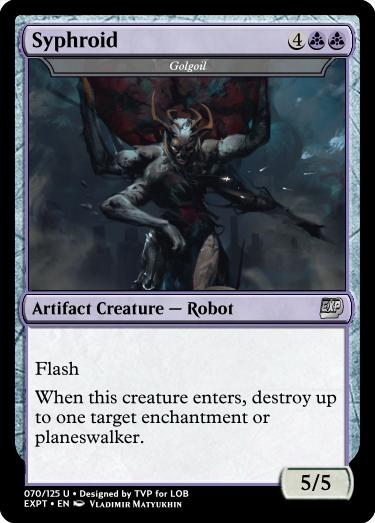 Syphroid 4
Golgoil
Artifact Creature — Robot EXP
Flash
When this creature enters, destroy up
to one target enchantment or
planeswalker.
5/5
070/125 U • Designed by TVP for LOB
EXPT • EN Vladimir Matyukhin